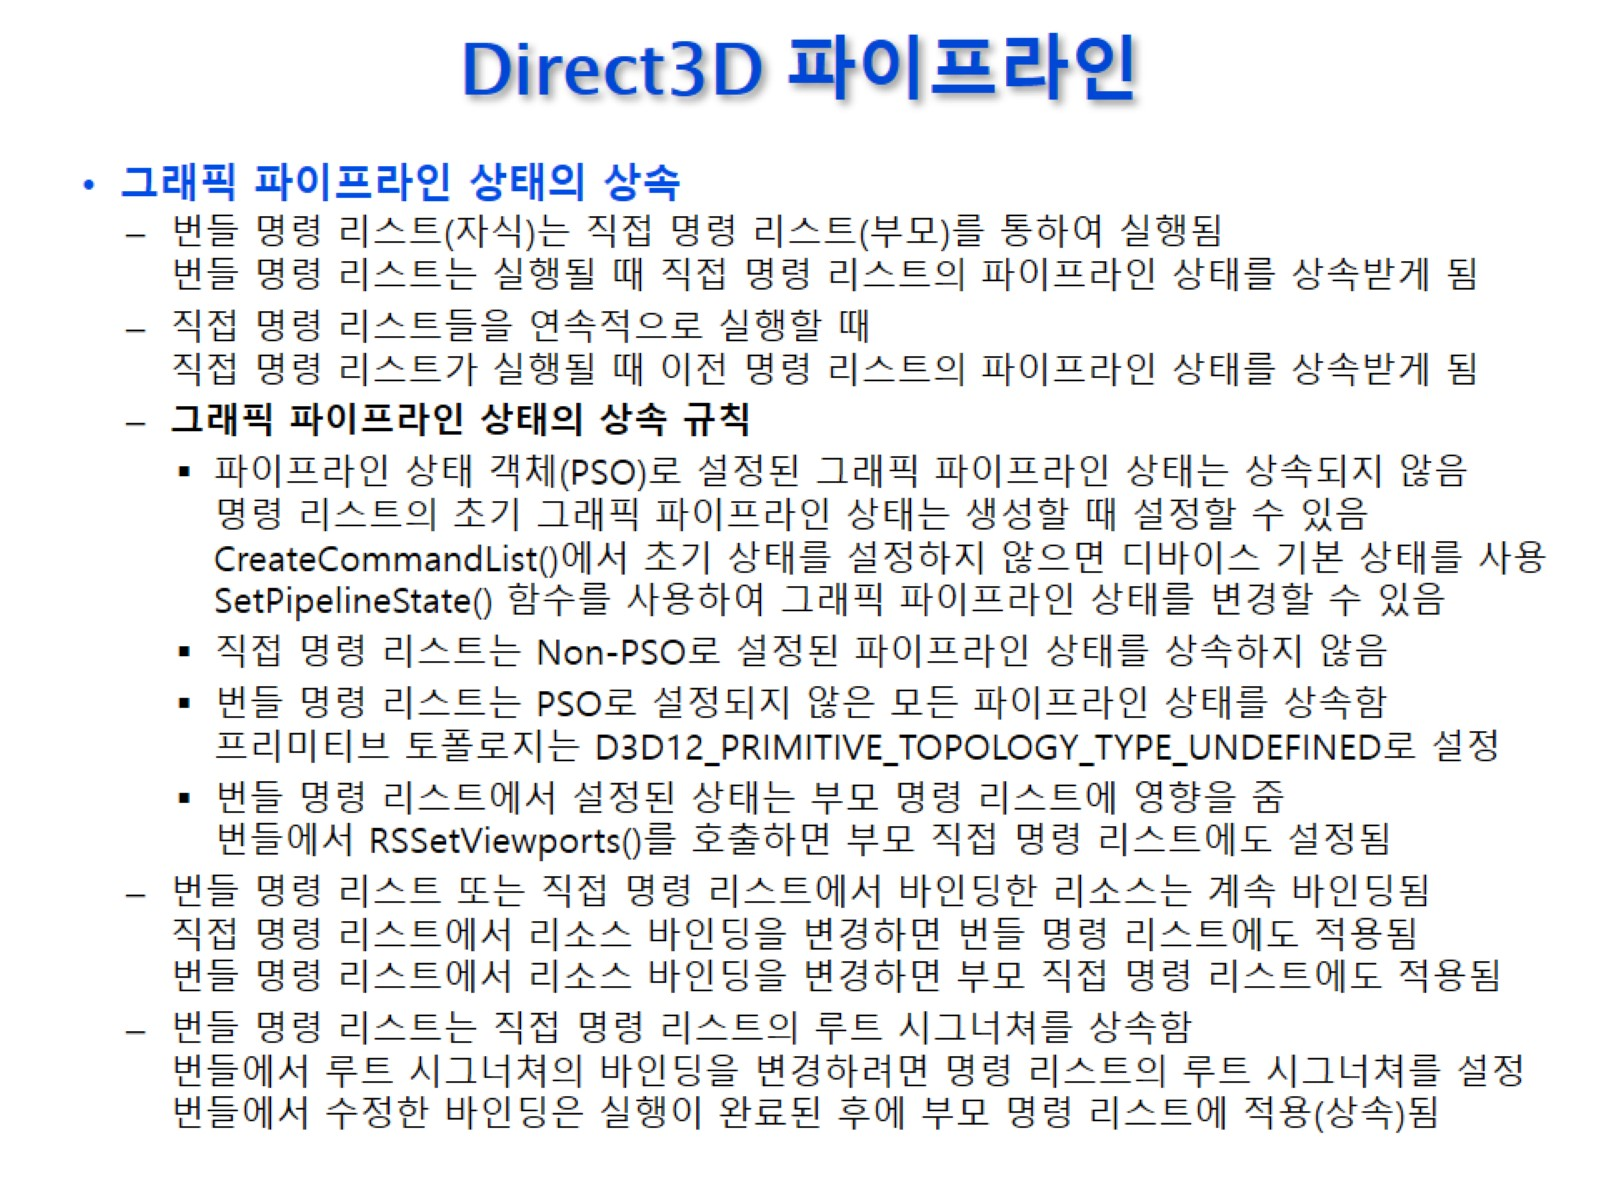 Direct3D 파이프라인
• 그래픽 파이프라인 상태의 상속
– 번들 명령 리스트(자식)는 직접 명령 리스트(부모)를 통하여 실행됨
번들 명령 리스트는 실행될 때 직접 명령 리스트의 파이프라인 상태를 상속받게 됨
– 직접 명령 리스트들을 연속적으로 실행할 때
직접 명령 리스트가 실행될 때 이전 명령 리스트의 파이프라인 상태를 상속받게 됨
– 그래픽 파이프라인 상태의 상속 규칙
▪ 파이프라인 상태 객체(PSO)로 설정된 그래픽 파이프라인 상태는 상속되지 않음
명령 리스트의 초기 그래픽 파이프라인 상태는 생성할 때 설정할 수 있음
CreateCommandList()에서 초기 상태를 설정하지 않으면 디바이스 기본 상태를 사용
SetPipelineState() 함수를 사용하여 그래픽 파이프라인 상태를 변경할 수 있음
▪ 직접 명령 리스트는 Non-PSO로 설정된 파이프라인 상태를 상속하지 않음
▪ 번들 명령 리스트는 PSO로 설정되지 않은 모든 파이프라인 상태를 상속함
프리미티브 토폴로지는 D3D12_PRIMITIVE_TOPOLOGY_TYPE_UNDEFINED로 설정
▪ 번들 명령 리스트에서 설정된 상태는 부모 명령 리스트에 영향을 줌
번들에서 RSSetViewports()를 호출하면 부모 직접 명령 리스트에도 설정됨
– 번들 명령 리스트 또는 직접 명령 리스트에서 바인딩한 리소스는 계속 바인딩됨
직접 명령 리스트에서 리소스 바인딩을 변경하면 번들 명령 리스트에도 적용됨
번들 명령 리스트에서 리소스 바인딩을 변경하면 부모 직접 명령 리스트에도 적용됨
– 번들 명령 리스트는 직접 명령 리스트의 루트 시그너쳐를 상속함
번들에서 루트 시그너쳐의 바인딩을 변경하려면 명령 리스트의 루트 시그너쳐를 설정
번들에서 수정한 바인딩은 실행이 완료된 후에 부모 명령 리스트에 적용(상속)됨